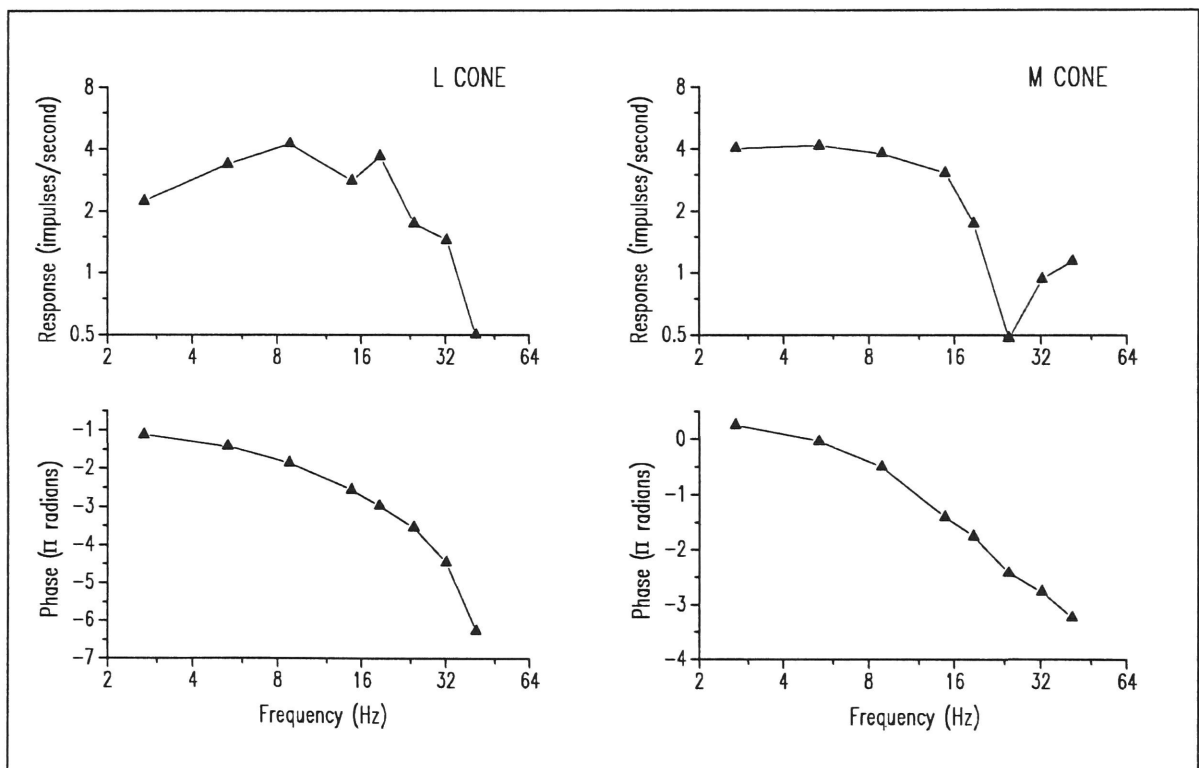 L CONE
Response (impulses/second)
8
4
2
1
0.5
2 4 8 16 32 64
M CONE
Response (impulses/second)
8
4
2
1
0.5
2 4 8 16 32 64
Phase (π radians)
-1
-2
-3
-4
-5
-6
-7
2 4 8 16 32 64
Frequency (Hz)
Phase (π radians)
0
-1
-2
-3
-4
2 4 8 16 32 64
Frequency (Hz)